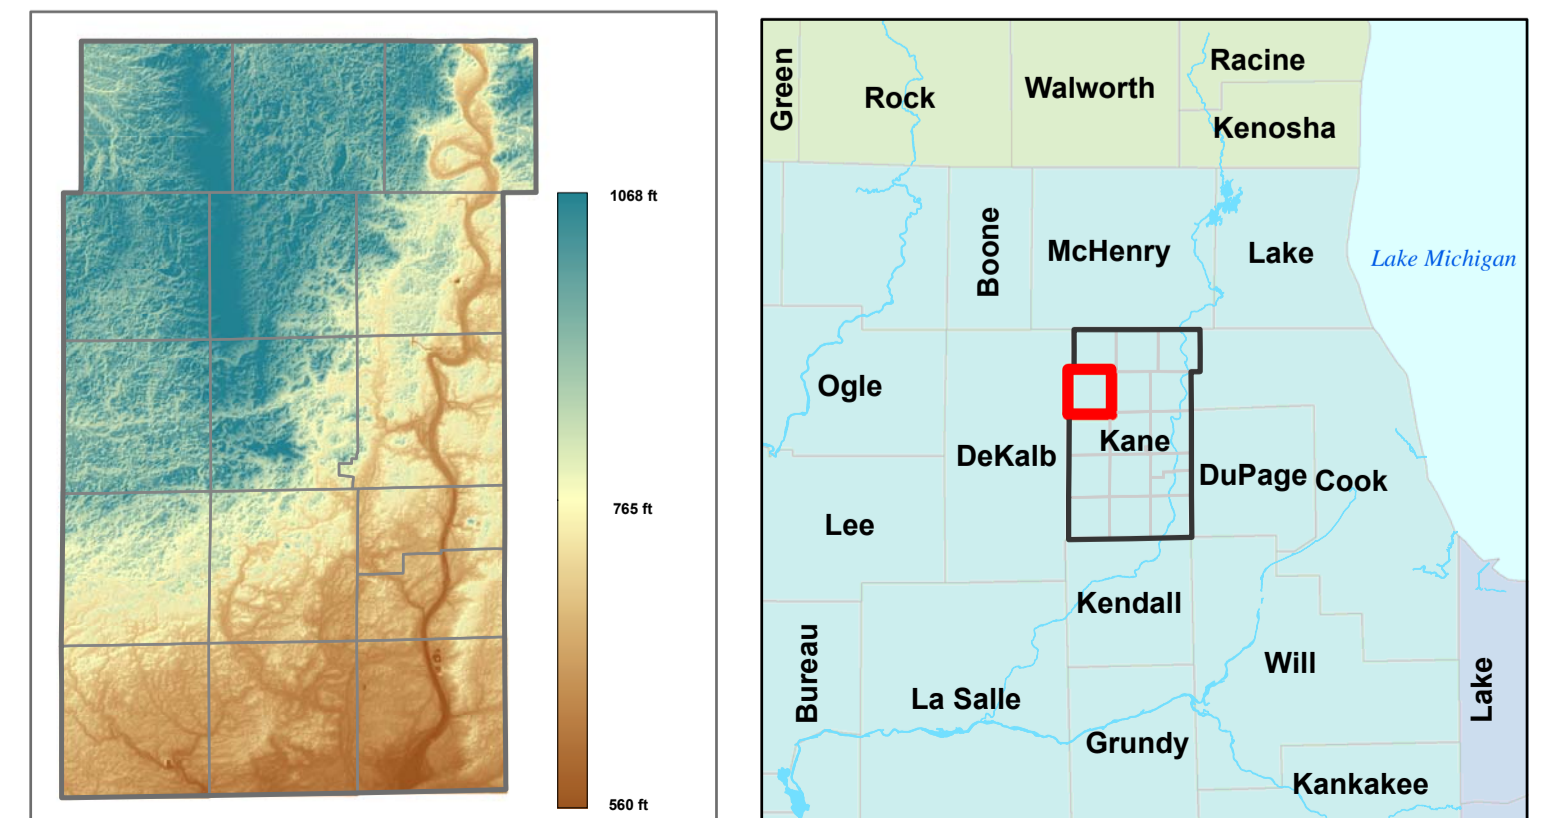 1068 ft
765 ft
560 ft
Green
Rock
Walworth
Racine
Kenosha
Boone
McHenry
Lake
Lake Michigan
Ogle
DeKalb
Kane
DuPage
Cook
Lee
Kendall
Bureau
La Salle
Will
Lake
Grundy
Kankakee